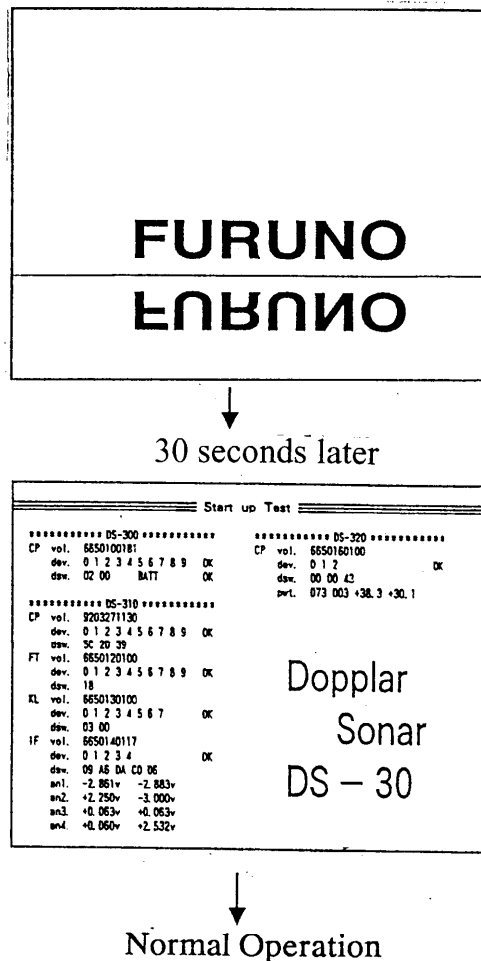 FURUNO
FURUNO
30 seconds later
Start up Test
*********** DS-300 ***********
CP vol. 6650100181
dev. 0 1 2 3 4 5 6 7 8 9 OK
dsw. 02 00 BATT OK
*********** DS-310 ***********
CP vol. 9203271130
dev. 0 1 2 3 4 5 6 7 8 9 OK
dsw. 5C 20 39
FT vol. 6650120100
dev. 0 1 2 3 4 5 6 7 8 9 OK
dsw. 18
KL vol. 6650130100
dev. 0 1 2 3 4 5 6 7 OK
dsw. 03 00
IF vol. 6650140117
dev. 0 1 2 3 4 OK
dsw. 09 A6 DA C0 06
an1. -2.861v -2.883v
an2. +2.250v -3.000v
an3. +0.063v +0.063v
an4. +0.060v +2.532v
*********** DS-320 ***********
CP vol. 6650160100
dev. 0 1 2 OK
dsw. 00 00 43
pwt. 073 003 +38.3 +30.1
Dopplar
Sonar
DS – 30
Normal Operation